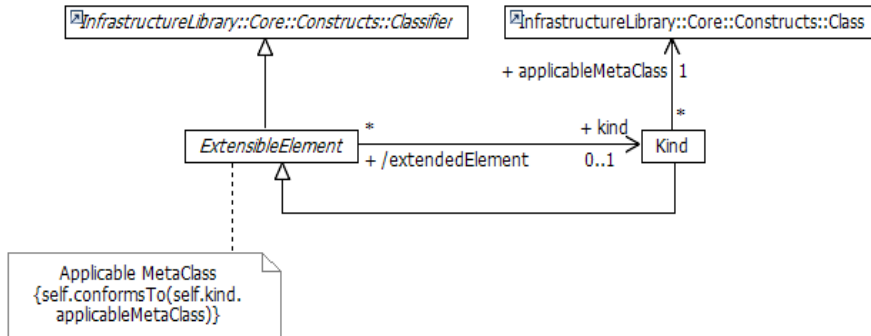 InfrastructureLibrary::Core::Constructs::Classifier
InfrastructureLibrary::Core::Constructs::Class
+ applicableMetaClass 1
*
* + kind
ExtensibleElement
Kind
+ /extendedElement 0..1
Applicable MetaClass
{self.conformsTo(self.kind.
applicableMetaClass)}